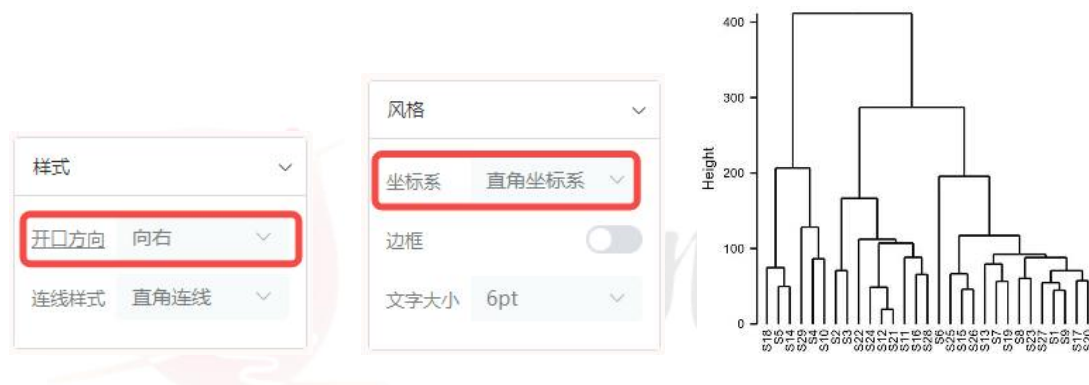 样式
开口方向 向右
连线样式 直角连线
风格
坐标系 直角坐标系
边框
文字大小 6pt
Height
400
300
200
100
0
S18
S5
S14
S29
S4
S10
S2
S3
S22
S24
S12
S21
S11
S16
S28
S6
S25
S15
S26
S13
S7
S19
S8
S23
S27
S1
S9
S17
S20